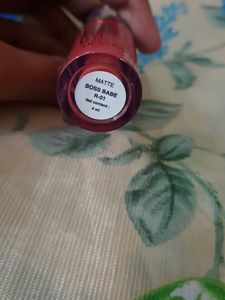 MATTE
BOSS BABE
R-01
Net content :
4 ml